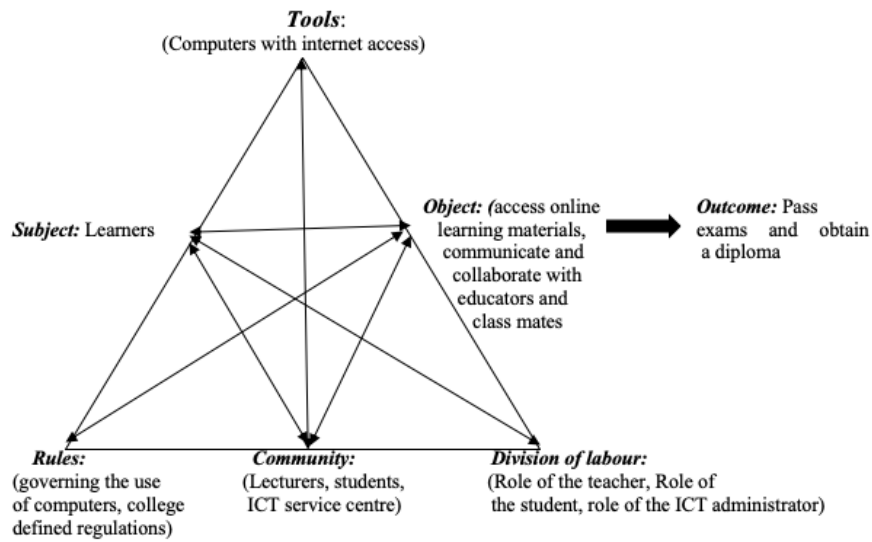 Tools:
(Computers with internet access)
Subject: Learners
Object: (access online
learning materials,
communicate and
collaborate with
educators and
class mates
Outcome: Pass
exams and obtain
a diploma
Rules:
(governing the use
of computers, college
defined regulations)
Community:
(Lecturers, students,
ICT service centre)
Division of labour:
(Role of the teacher, Role of
the student, role of the ICT administrator)